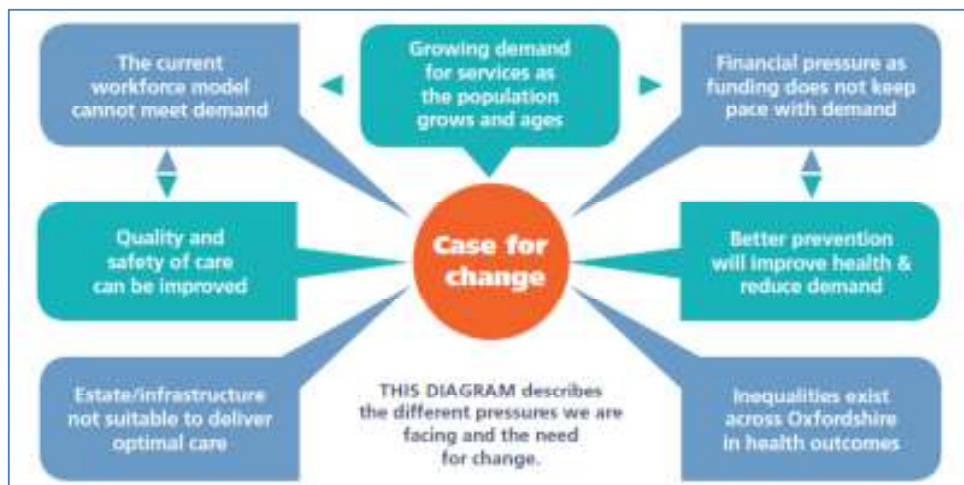 The current
workforce model
cannot meet demand
Growing demand
for services as
the population
grows and ages
Financial pressure as
funding does not keep
pace with demand
Quality and
safety of care
can be improved
Case for
change
Better prevention
will improve health &
reduce demand
Estate/infrastructure
not suitable to deliver
optimal care
THIS DIAGRAM describes
the different pressures we are
facing and the need
for change.
Inequalities exist
across Oxfordshire
in health outcomes